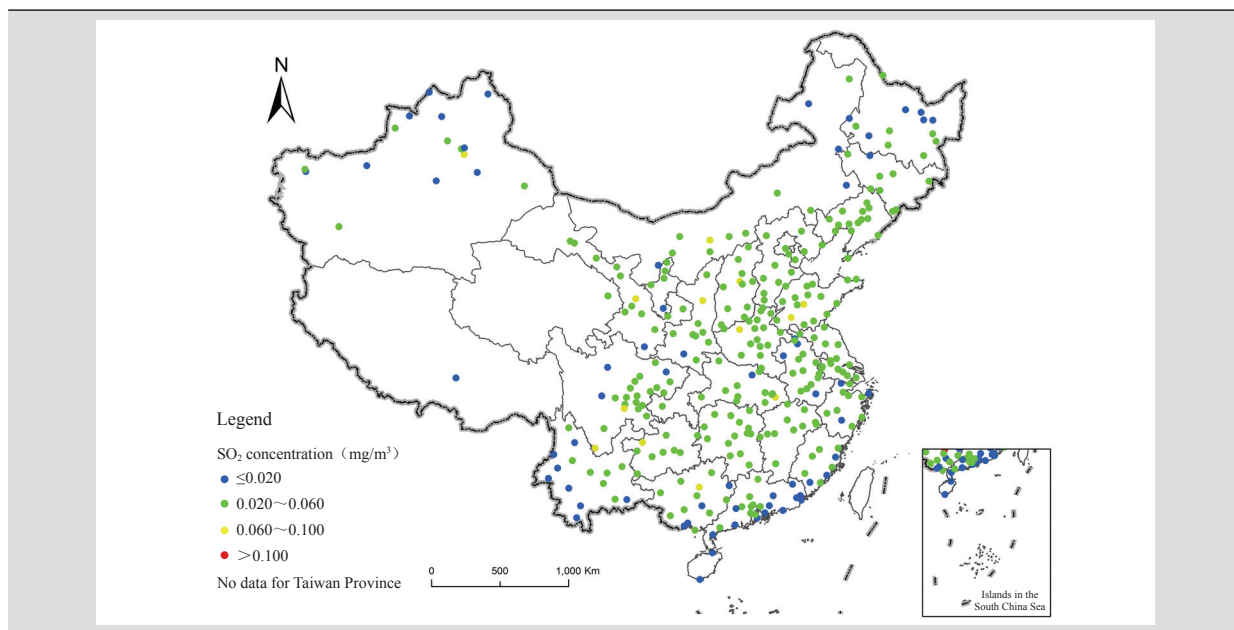 N
Legend
SO₂ concentration（mg/m³）
≤0.020
0.020～0.060
0.060～0.100
＞0.100
No data for Taiwan Province
0 500 1,000 Km
Islands in the
South China Sea